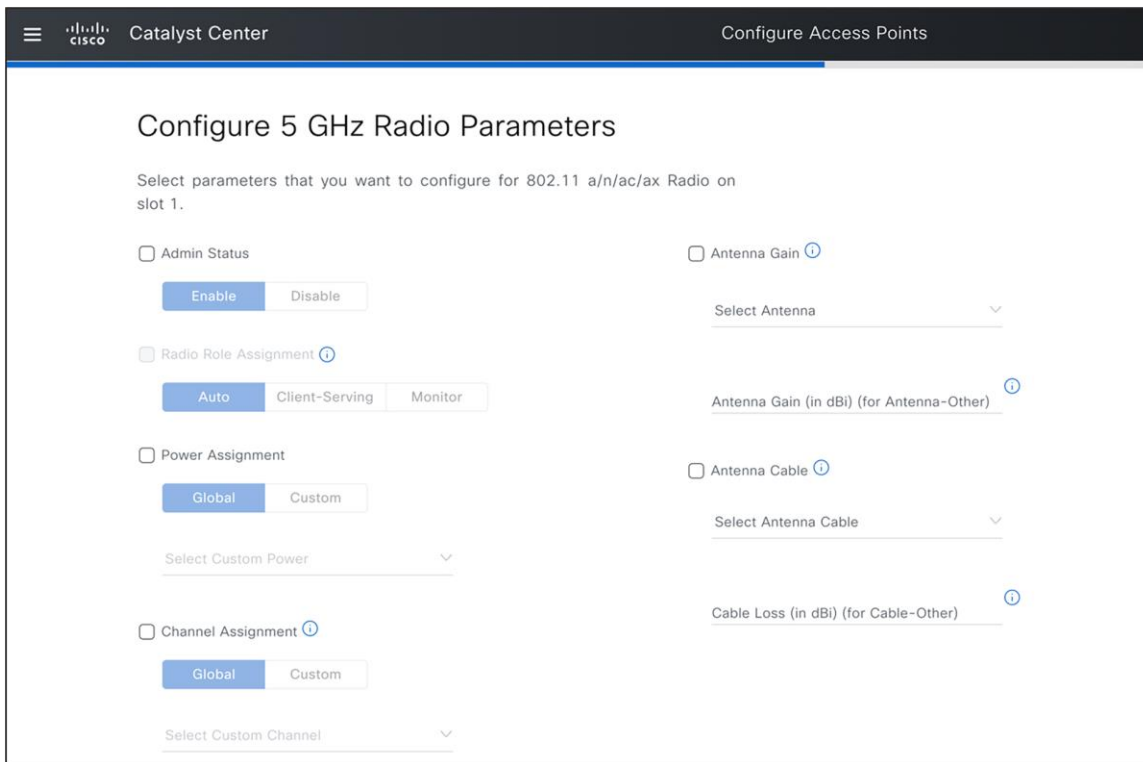 cisco Catalyst Center Configure Access Points
Configure 5 GHz Radio Parameters
Select parameters that you want to configure for 802.11 a/n/ac/ax Radio on
slot 1.
Admin Status
Enable Disable
Radio Role Assignment
Auto Client-Serving Monitor
Power Assignment
Global Custom
Select Custom Power
Channel Assignment
Global Custom
Select Custom Channel
Antenna Gain
Select Antenna
Antenna Gain (in dBi) (for Antenna-Other)
Antenna Cable
Select Antenna Cable
Cable Loss (in dBi) (for Cable-Other)